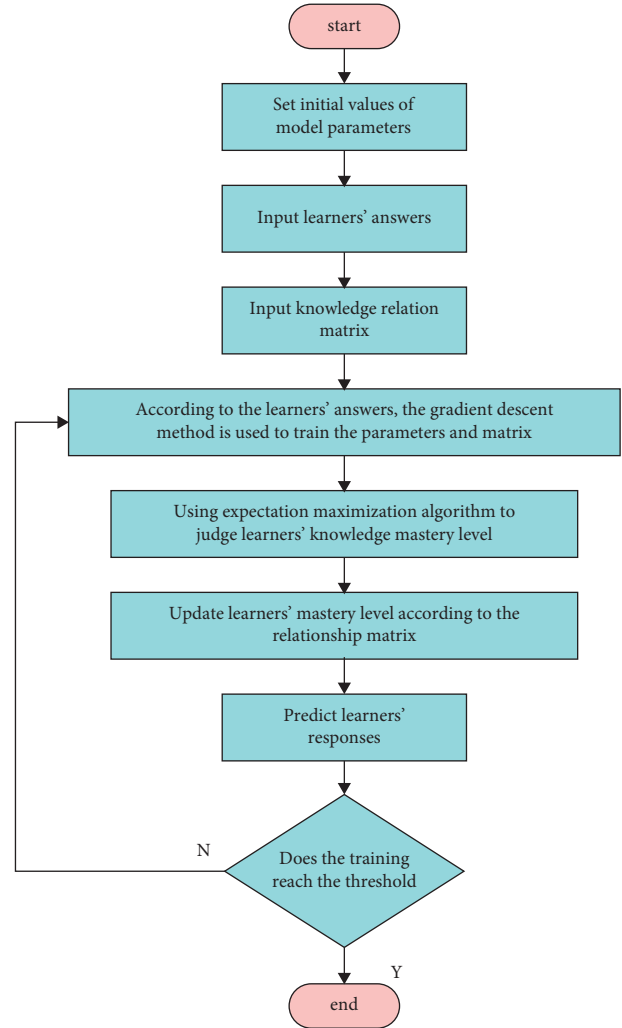 start
Set initial values of
model parameters
Input learners’ answers
Input knowledge relation
matrix
According to the learners’ answers, the gradient descent
method is used to train the parameters and matrix
Using expectation maximization algorithm to
judge learners’ knowledge mastery level
Update learners’ mastery level according to the
relationship matrix
Predict learners’
responses
N
Does the training
reach the threshold
Y
end